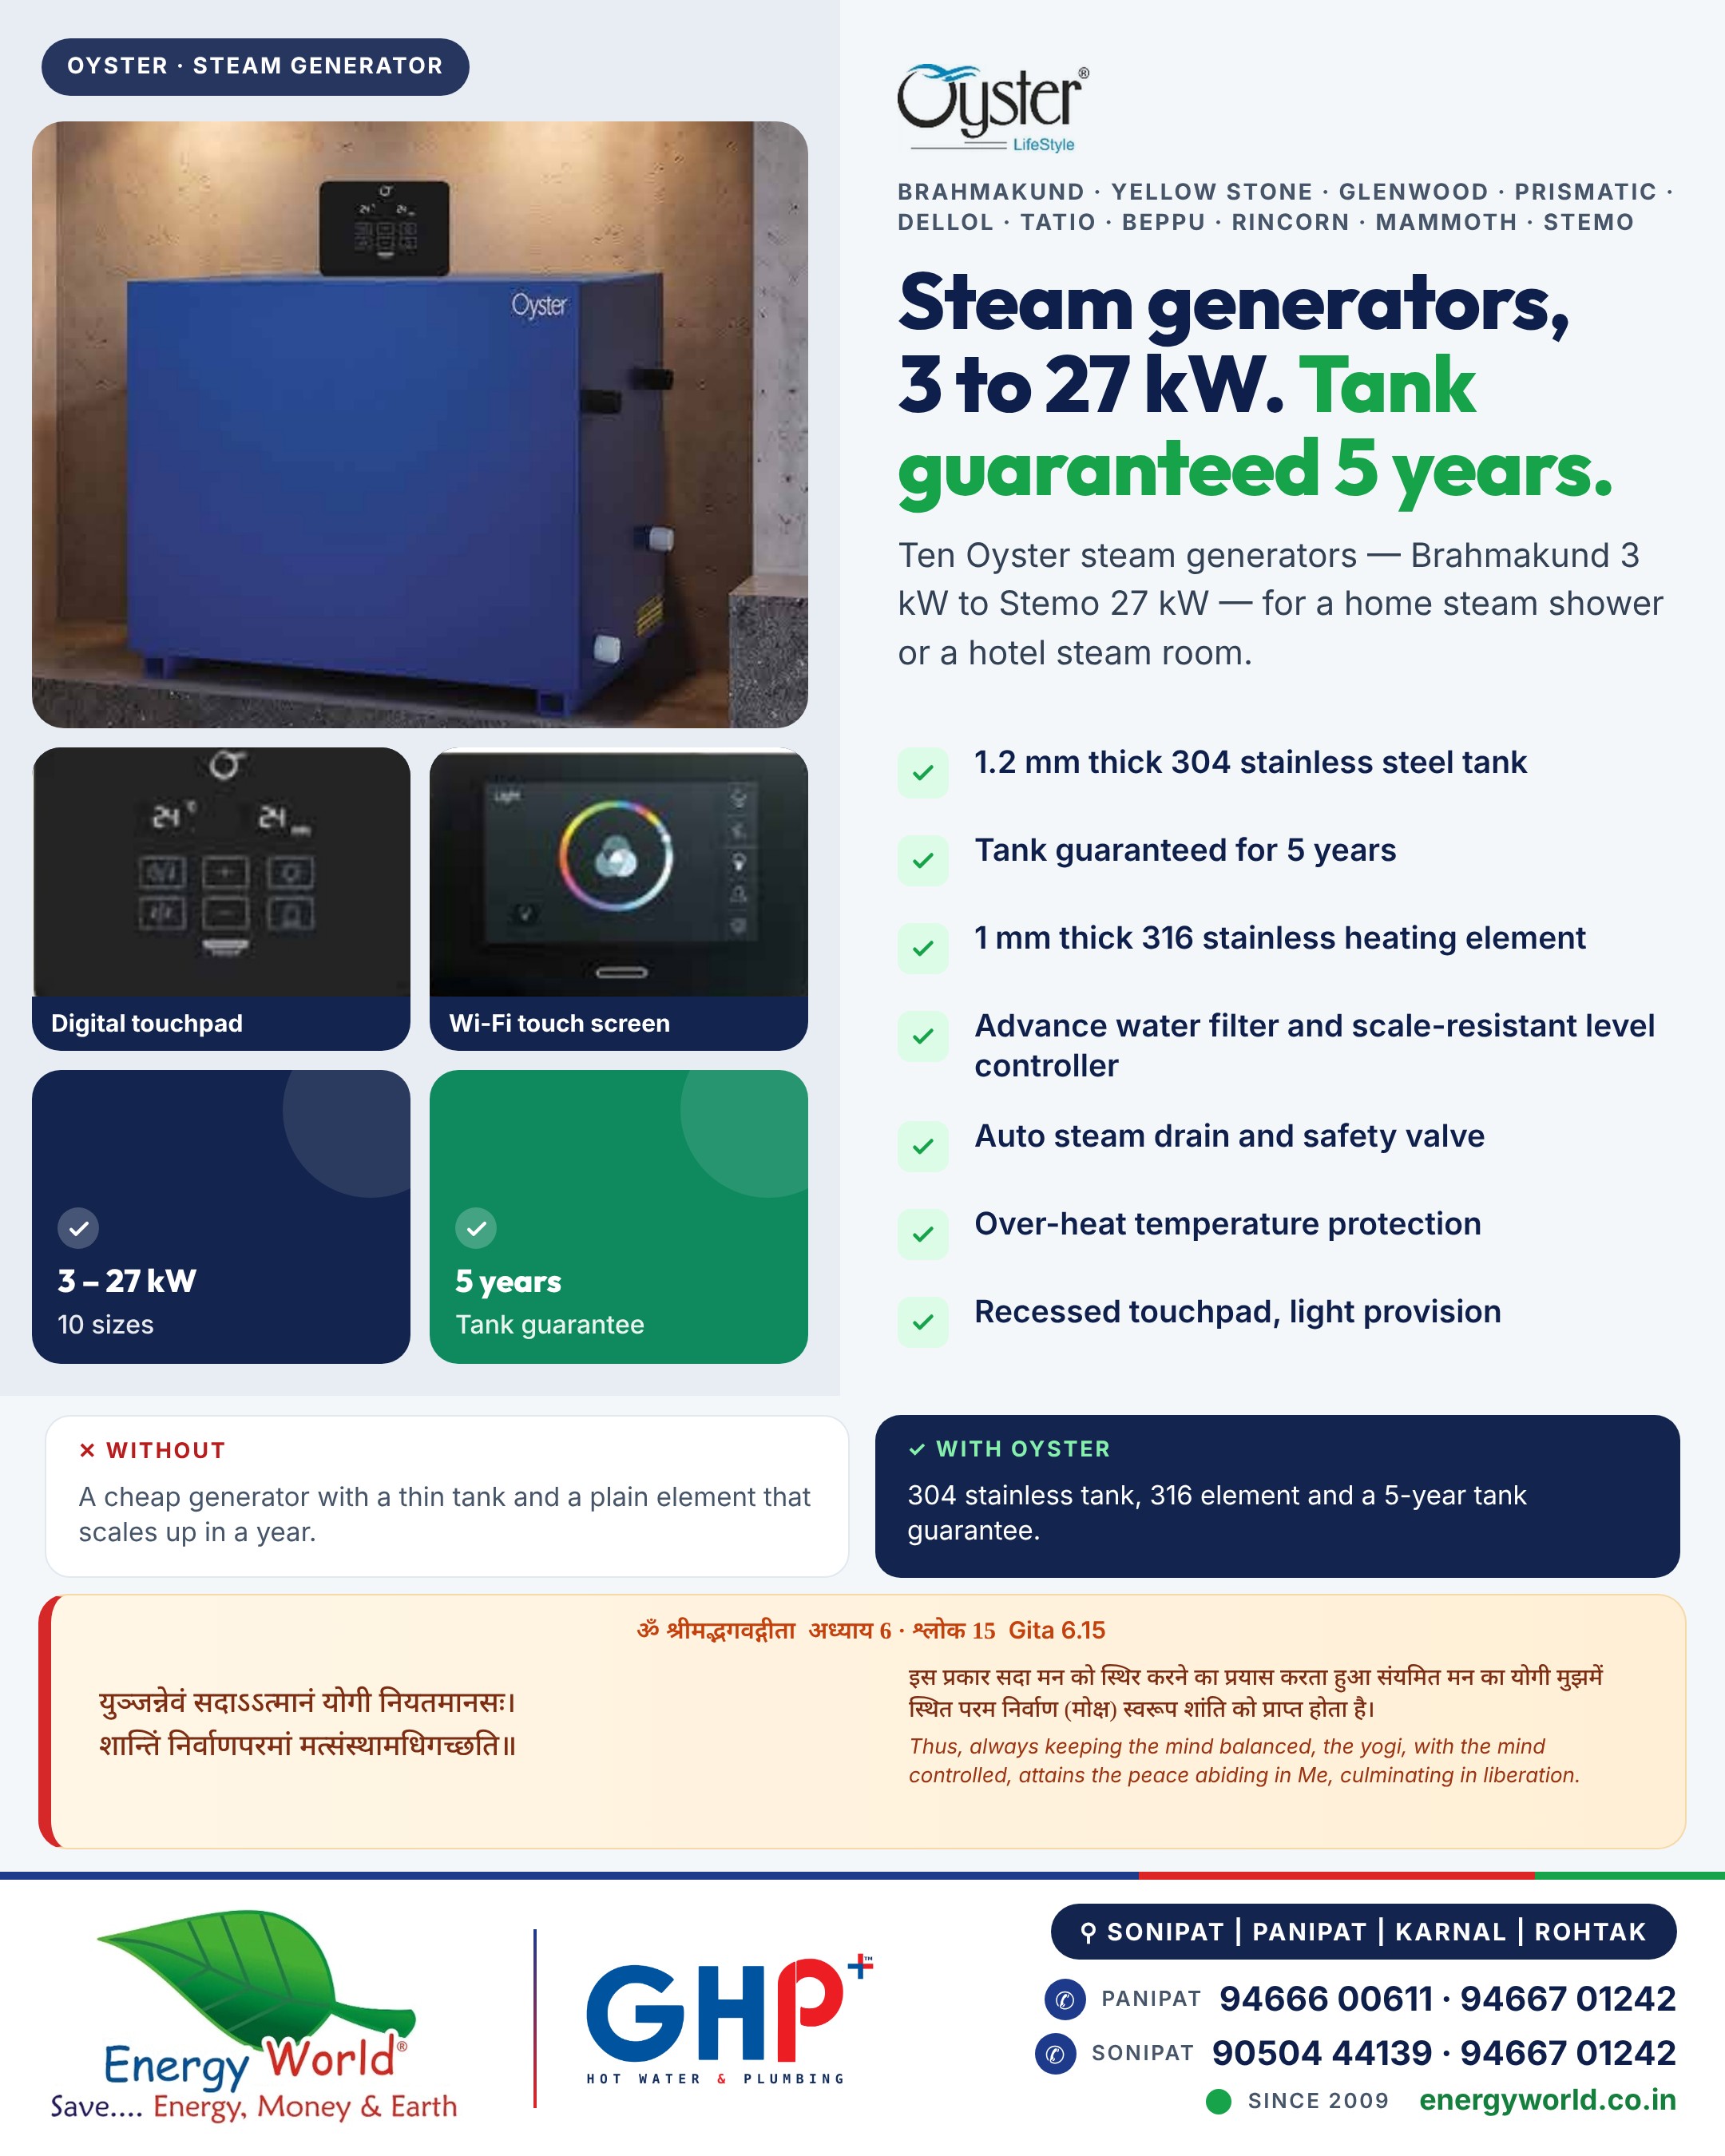 OYSTER · STEAM GENERATOR
Oyster
24 24
Digital touchpad
Light
Wi-Fi touch screen
3 – 27 kW
10 sizes
5 years
Tank guarantee
Oyster®
LifeStyle
BRAHMAKUND · YELLOW STONE · GLENWOOD · PRISMATIC ·
DELLOL · TATIO · BEPPU · RINCORN · MAMMOTH · STEMO
Steam generators,
3 to 27 kW. Tank
guaranteed 5 years.
Ten Oyster steam generators — Brahmakund 3
kW to Stemo 27 kW — for a home steam shower
or a hotel steam room.
1.2 mm thick 304 stainless steel tank
Tank guaranteed for 5 years
1 mm thick 316 stainless heating element
Advance water filter and scale-resistant level
controller
Auto steam drain and safety valve
Over-heat temperature protection
Recessed touchpad, light provision
✕ WITHOUT
A cheap generator with a thin tank and a plain element that
scales up in a year.
✓ WITH OYSTER
304 stainless tank, 316 element and a 5-year tank
guarantee.
ॐ श्रीमद्भगवद्गीता अध्याय 6 · श्लोक 15 Gita 6.15
युञ्जन्नेवं सदाऽऽत्मानं योगी नियतमानसः।
शान्तिं निर्वाणपरमां मत्संस्थामधिगच्छति॥
इस प्रकार सदा मन को स्थिर करने का प्रयास करता हुआ संयमित मन का योगी मुझमें
स्थित परम निर्वाण (मोक्ष) स्वरूप शांति को प्राप्त होता है।
Thus, always keeping the mind balanced, the yogi, with the mind
controlled, attains the peace abiding in Me, culminating in liberation.
Energy World®
Save.... Energy, Money & Earth
GHP+™
HOT WATER & PLUMBING
SONIPAT | PANIPAT | KARNAL | ROHTAK
PANIPAT 94666 00611 · 94667 01242
SONIPAT 90504 44139 · 94667 01242
SINCE 2009 energyworld.co.in